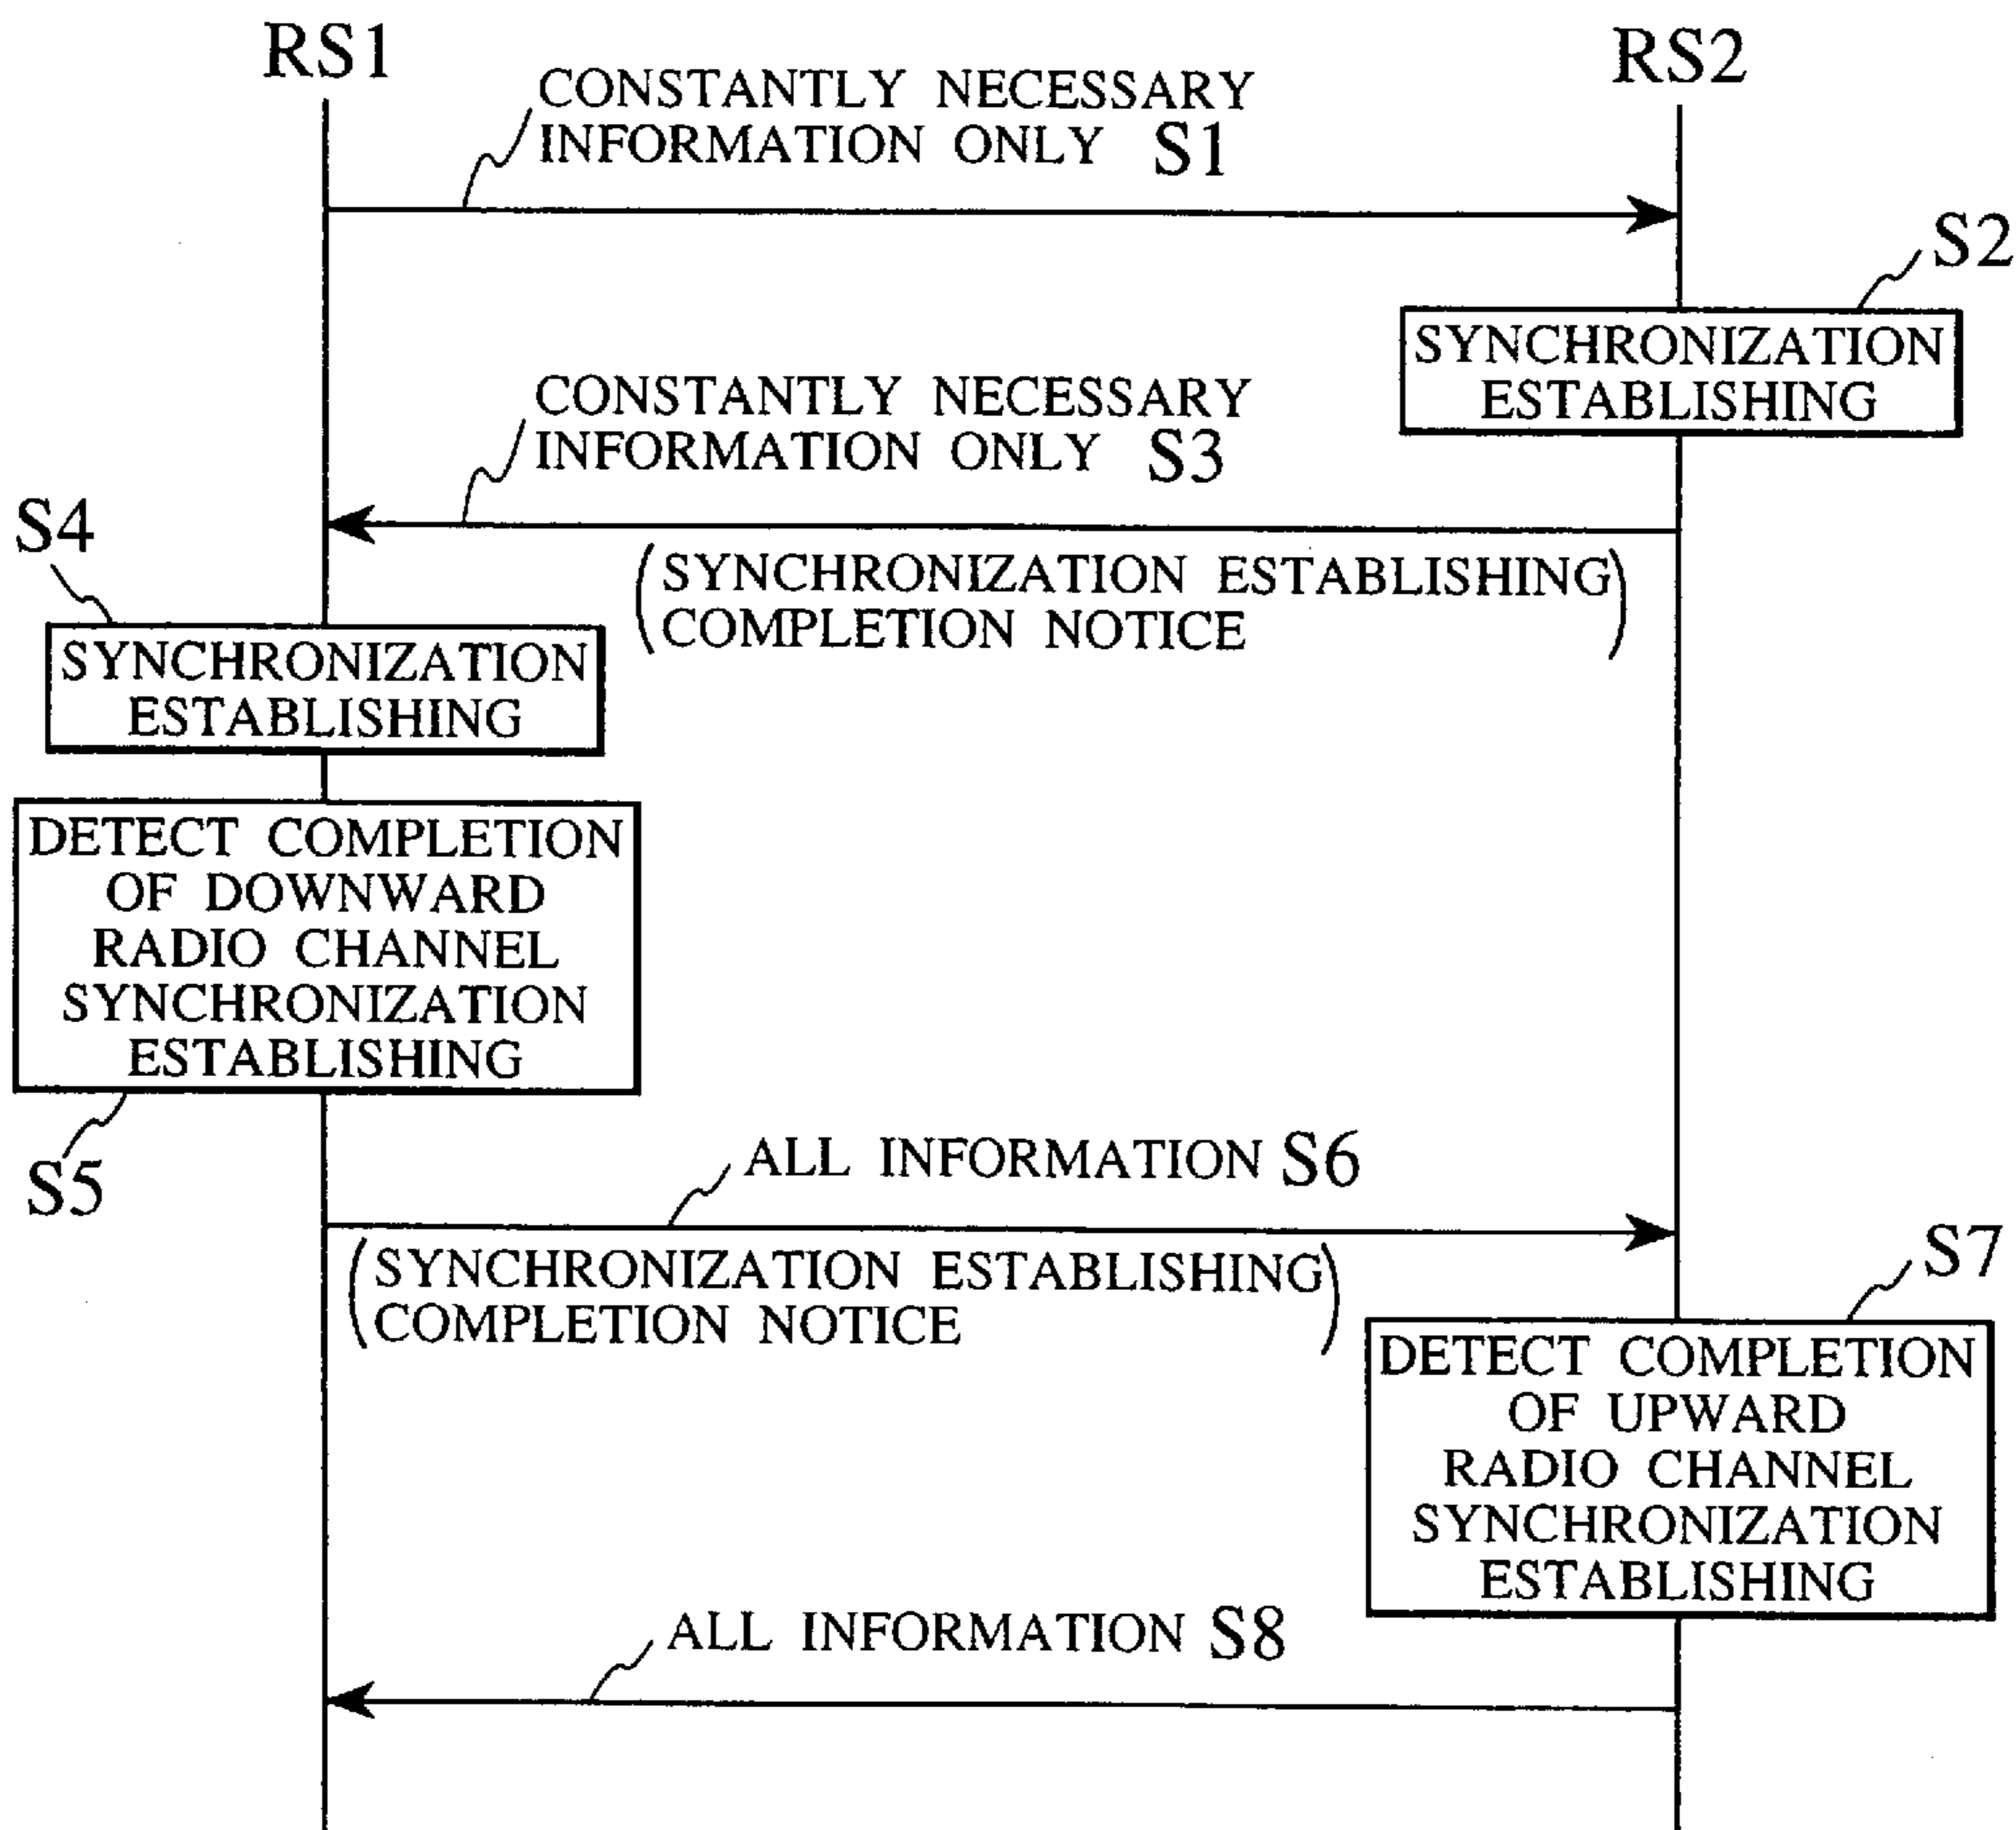 RS1
RS2
CONSTANTLY NECESSARY
INFORMATION ONLY S1
S2
SYNCHRONIZATION
ESTABLISHING
CONSTANTLY NECESSARY
INFORMATION ONLY S3
S4
(SYNCHRONIZATION ESTABLISHING
COMPLETION NOTICE)
SYNCHRONIZATION
ESTABLISHING
DETECT COMPLETION
OF DOWNWARD
RADIO CHANNEL
SYNCHRONIZATION
ESTABLISHING
S5
ALL INFORMATION S6
(SYNCHRONIZATION ESTABLISHING
COMPLETION NOTICE)
S7
DETECT COMPLETION
OF UPWARD
RADIO CHANNEL
SYNCHRONIZATION
ESTABLISHING
ALL INFORMATION S8